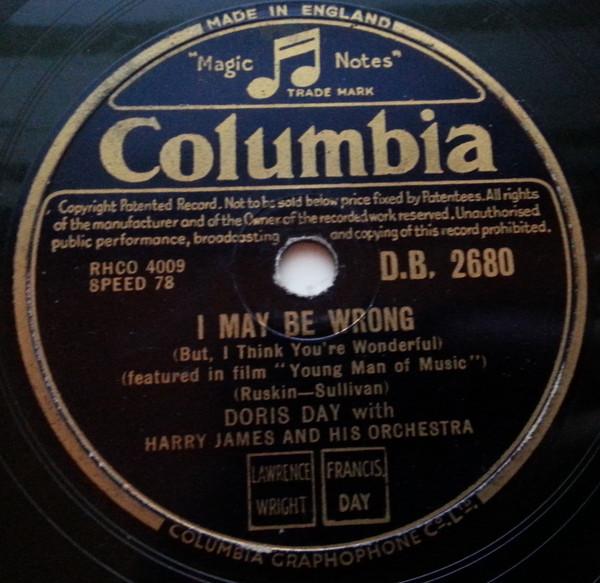 MADE IN ENGLAND
"Magic Notes"
TRADE MARK
Columbia
Copyright Patented Record. Not to be sold below price fixed by Patentees. All rights
of the manufacturer and of the Owner of the recorded work reserved. Unauthorised
public performance, broadcasting and copying of this record prohibited.
RHCO 4009
SPEED 78
D.B. 2680
I MAY BE WRONG
(But, I Think You're Wonderful)
(featured in film "Young Man of Music")
(Ruskin—Sullivan)
DORIS DAY with
HARRY JAMES AND HIS ORCHESTRA
LAWRENCE
WRIGHT
FRANCIS,
DAY
COLUMBIA GRAPHOPHONE Co. LTD.